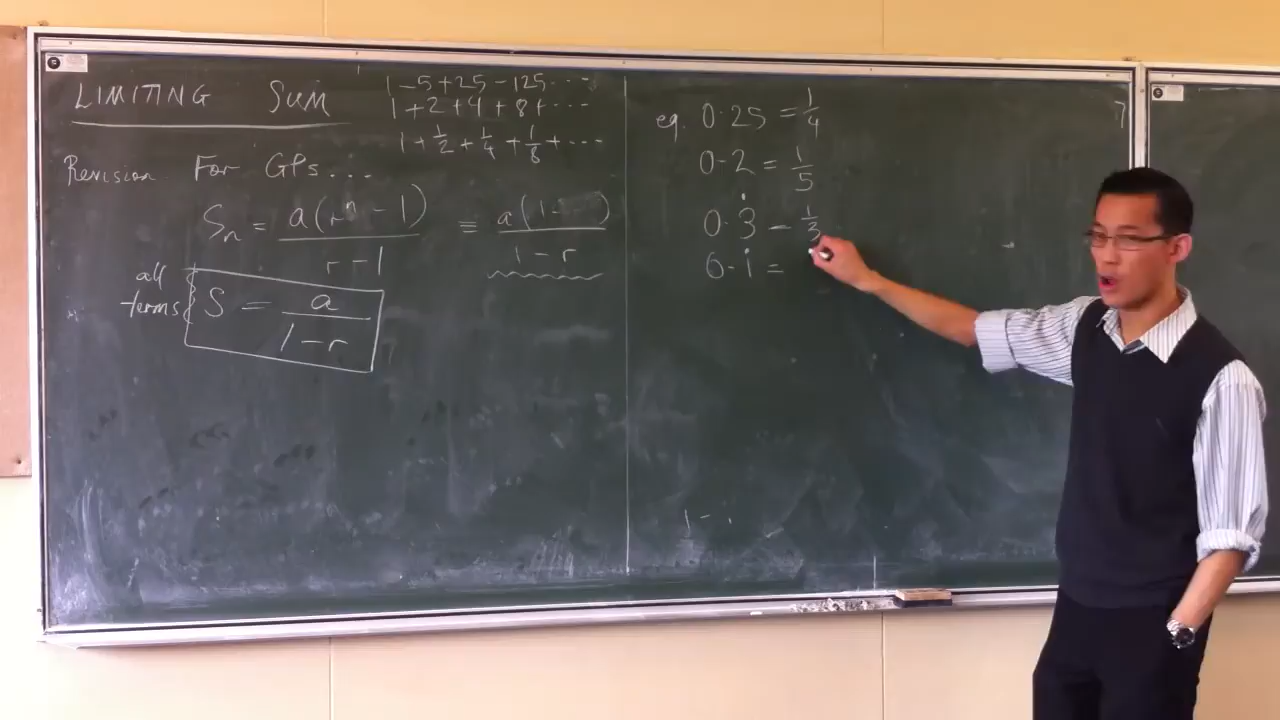 LIMITING SUM
1 - 5 + 25 - 125 ...
1 + 2 + 4 + 8 + ...
1 + 1/2 + 1/4 + 1/8 + ...
Revision For GPs...
Sₙ = a(rⁿ - 1) / r - 1 ≡ a(1 - / 1 - r
all terms { S = a / 1 - r
eg. 0.25 = 1/4
0.2 = 1/5
0.3̇ = 1/3
0.1̇ =